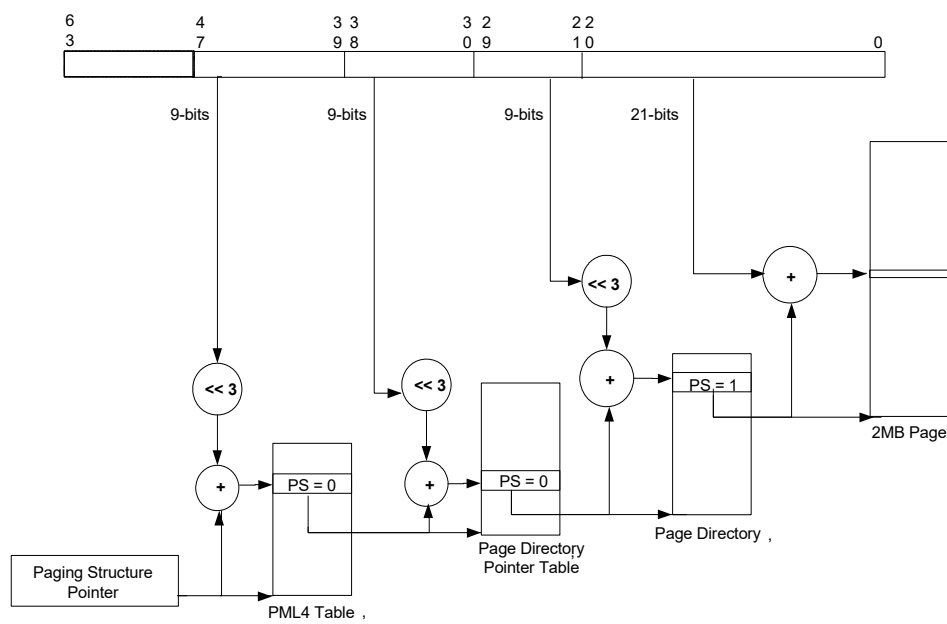 6 4 3 3 3 2 2 2
3 7 9 8 0 9 1 0 0
9-bits 9-bits 9-bits 21-bits
<< 3
+
PS = 1
2MB Page
<< 3
<< 3
+
PS = 0
+
PS = 0
Page Directory ,
Page Directory,
Pointer Table
Paging Structure
Pointer
PML4 Table ,